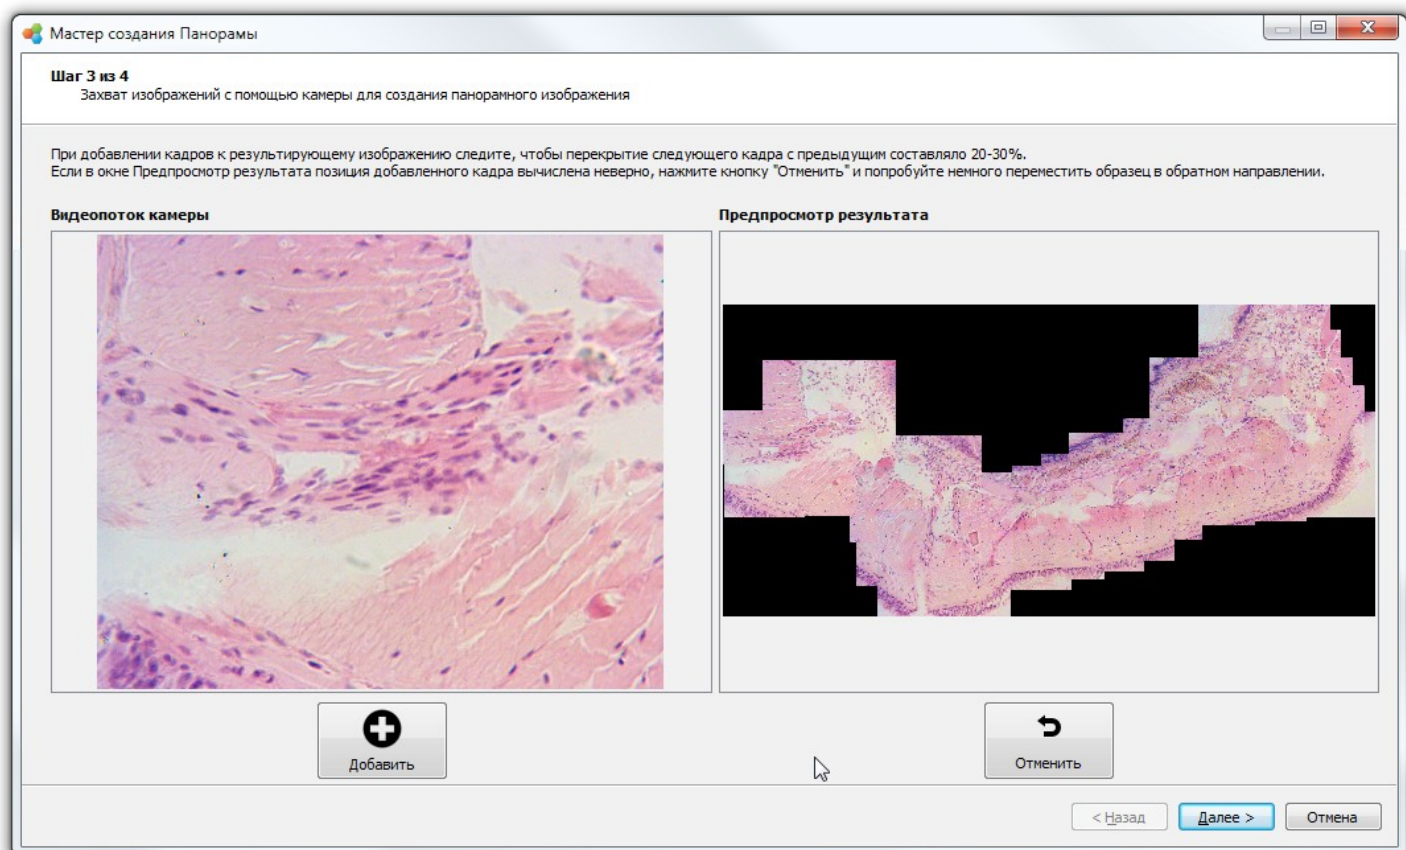 Мастер создания Панорамы
Шаг 3 из 4
Захват изображений с помощью камеры для создания панорамного изображения
При добавлении кадров к результирующему изображению следите, чтобы перекрытие следующего кадра с предыдущим составляло 20-30%.
Если в окне Предпросмотр результата позиция добавленного кадра вычислена неверно, нажмите кнопку "Отменить" и попробуйте немного переместить образец в обратном направлении.
Видеопоток камеры
Предпросмотр результата
Добавить
Отменить
< Назад
Далее >
Отмена